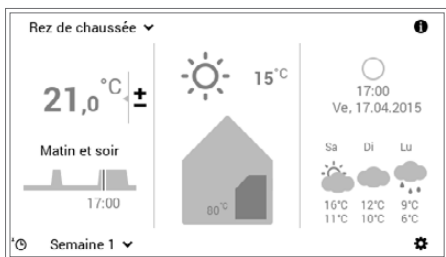 Rez de chaussée
21,0 °C ±
15°C
17:00
Ve, 17.04.2015
Matin et soir
17:00
80°C
Sa Di Lu
16°C 12°C 9°C
11°C 10°C 6°C
Semaine 1